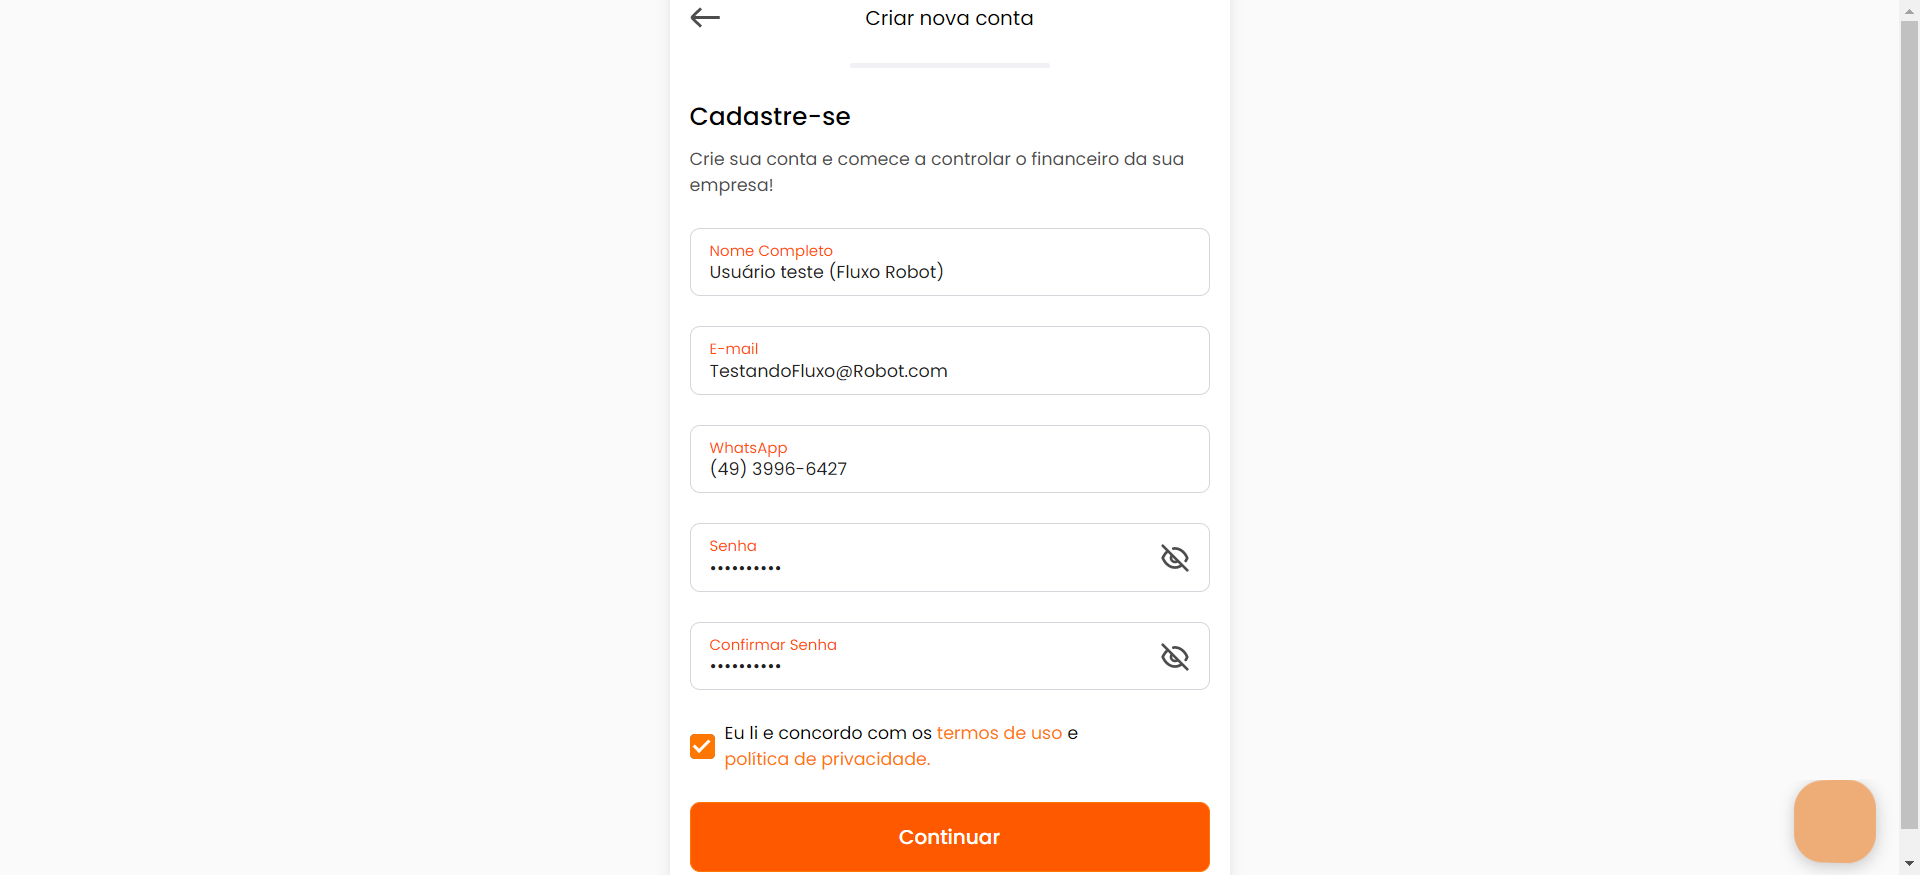 Criar nova conta
Cadastre-se
Crie sua conta e comece a controlar o financeiro da sua
empresa!
Nome Completo
Usuário teste (Fluxo Robot)
E-mail
TestandoFluxo@Robot.com
WhatsApp
(49) 3996-6427
Senha
••••••••••
Confirmar Senha
••••••••••
Eu li e concordo com os termos de uso e
política de privacidade.
Continuar